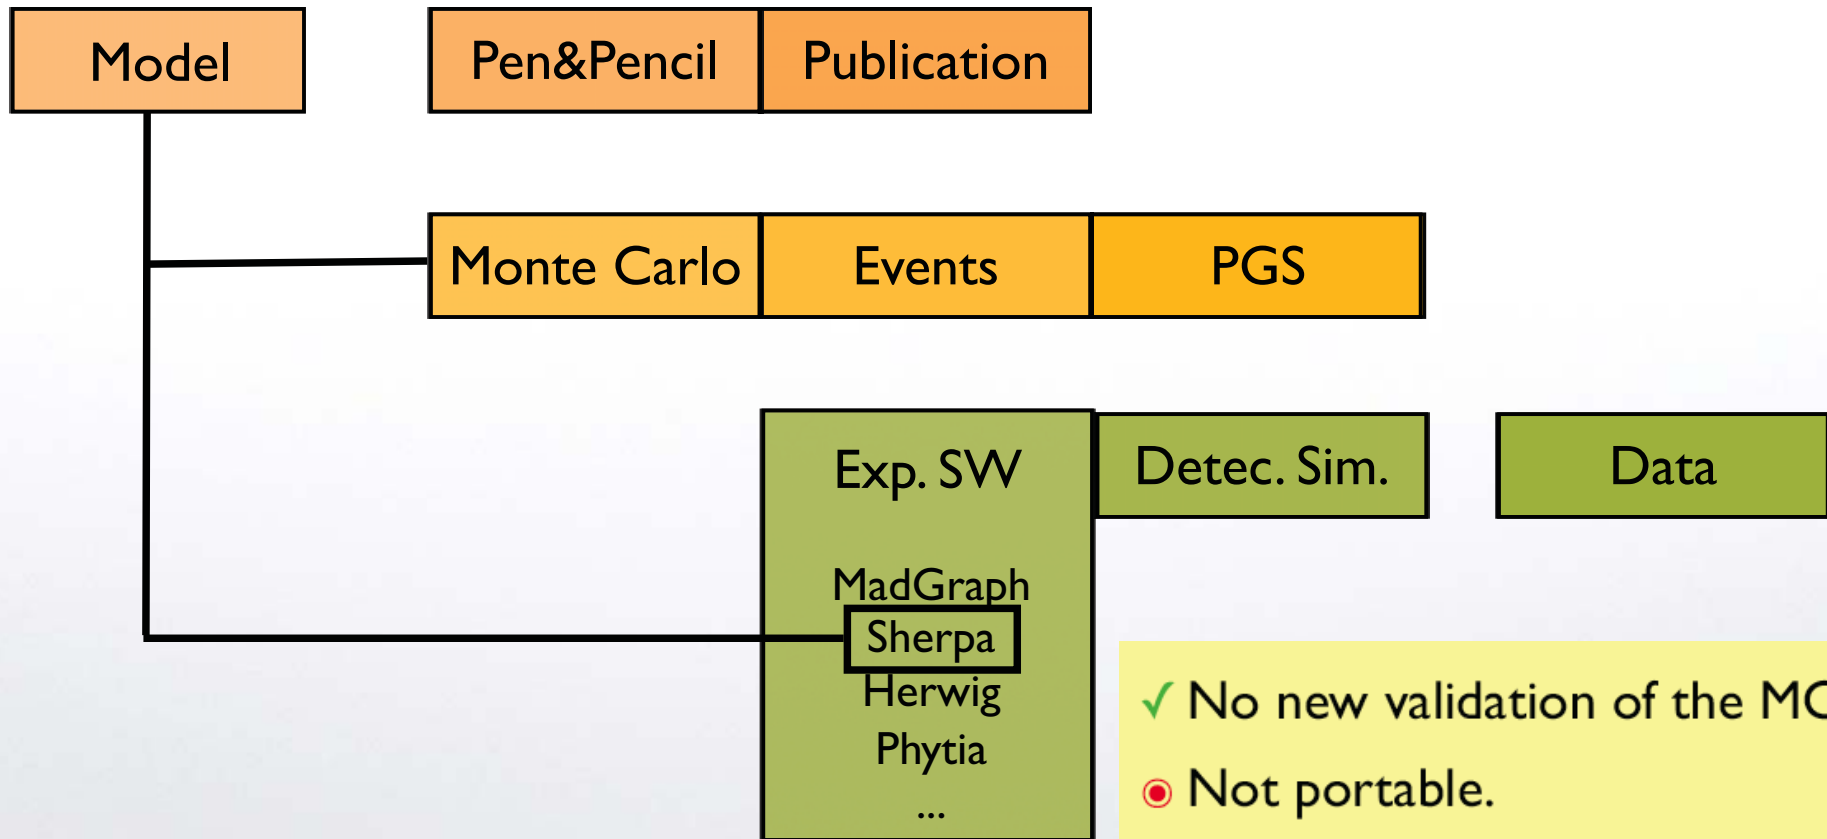 Model
Pen&Pencil
Publication
Monte Carlo
Events
PGS
Exp. SW
Detec. Sim.
Data
MadGraph
Sherpa
Herwig
Phytia
...
✓ No new validation of the MC
Not portable.